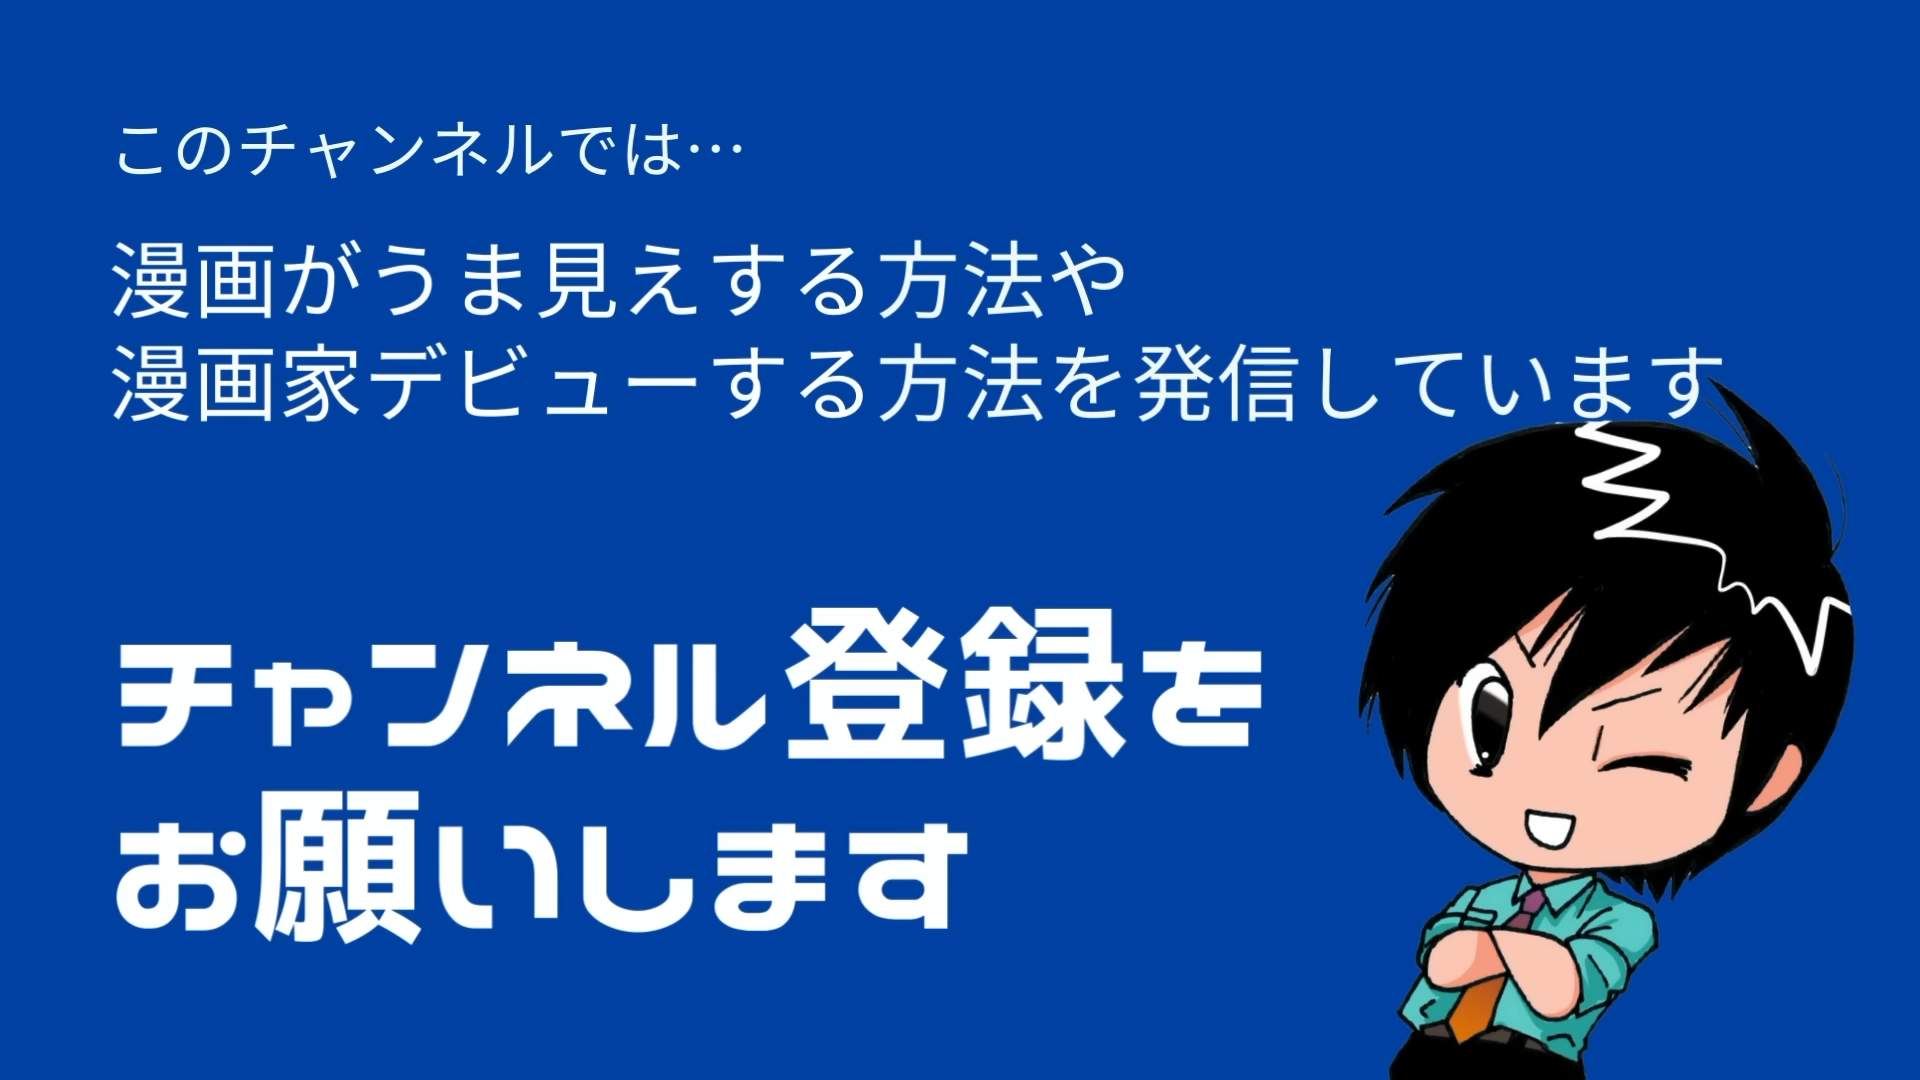 このチャンネルでは…
漫画がうま見えする方法や
漫画家デビューする方法を発信しています
チャンネル登録を
お願いします